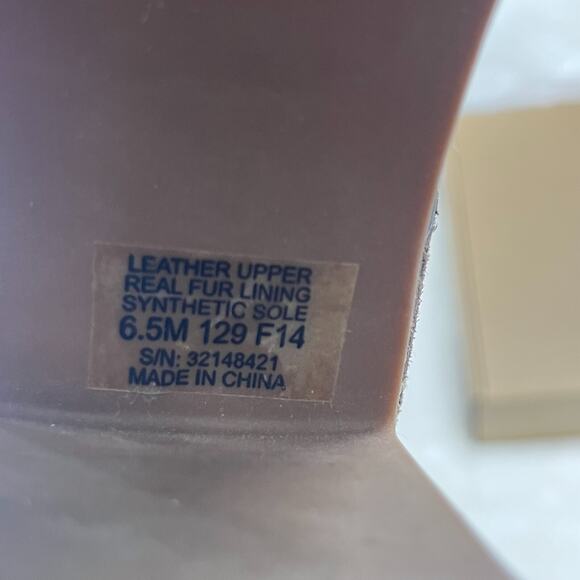 LEATHER UPPER
REAL FUR LINING
SYNTHETIC SOLE
6.5M 129 F14
S/N: 32148421
MADE IN CHINA